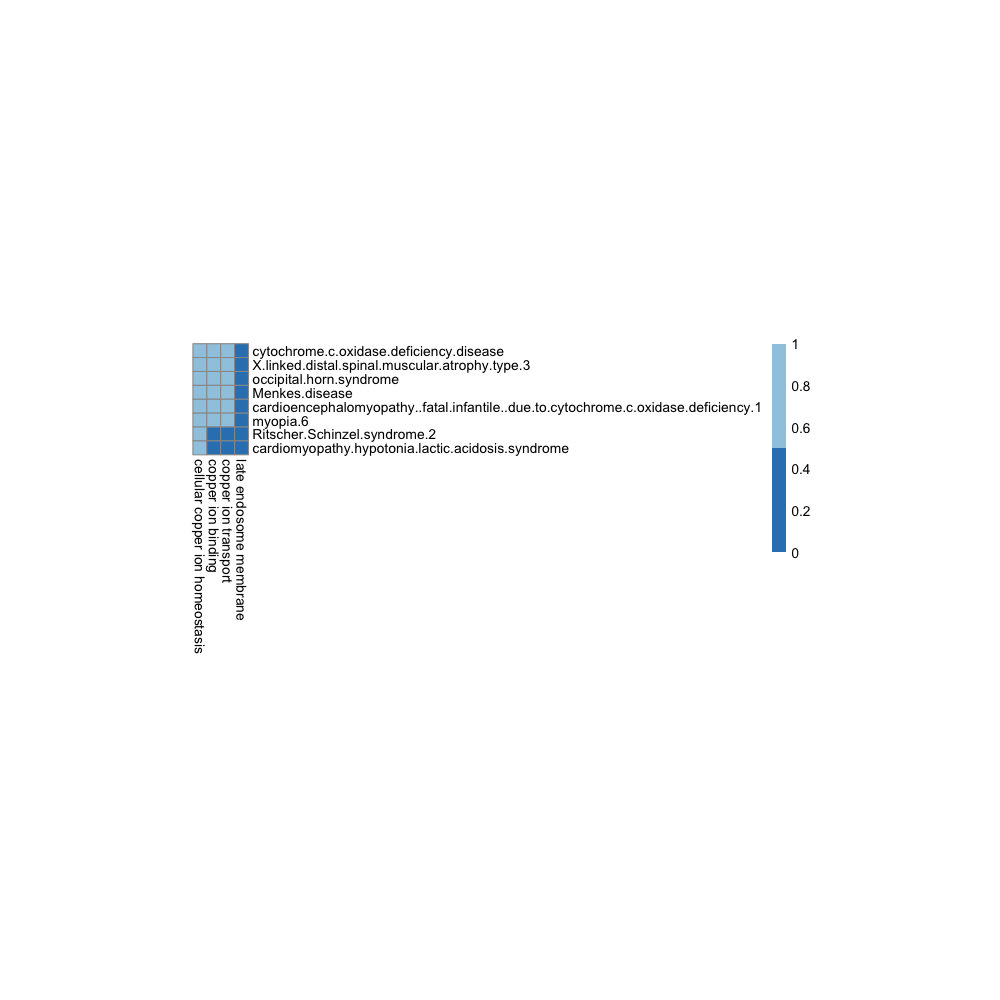 cytochrome.c.oxidase.deficiency.disease
X.linked.distal.spinal.muscular.atrophy.type.3
occipital.horn.syndrome
Menkes.disease
cardioencephalomyopathy..fatal.infantile..due.to.cytochrome.c.oxidase.deficiency.1
myopia.6
Ritscher.Schinzel.syndrome.2
cardiomyopathy.hypotonia.lactic.acidosis.syndrome
cellular copper ion homeostasis
copper ion binding
copper ion transport
late endosome membrane
1
0.8
0.6
0.4
0.2
0